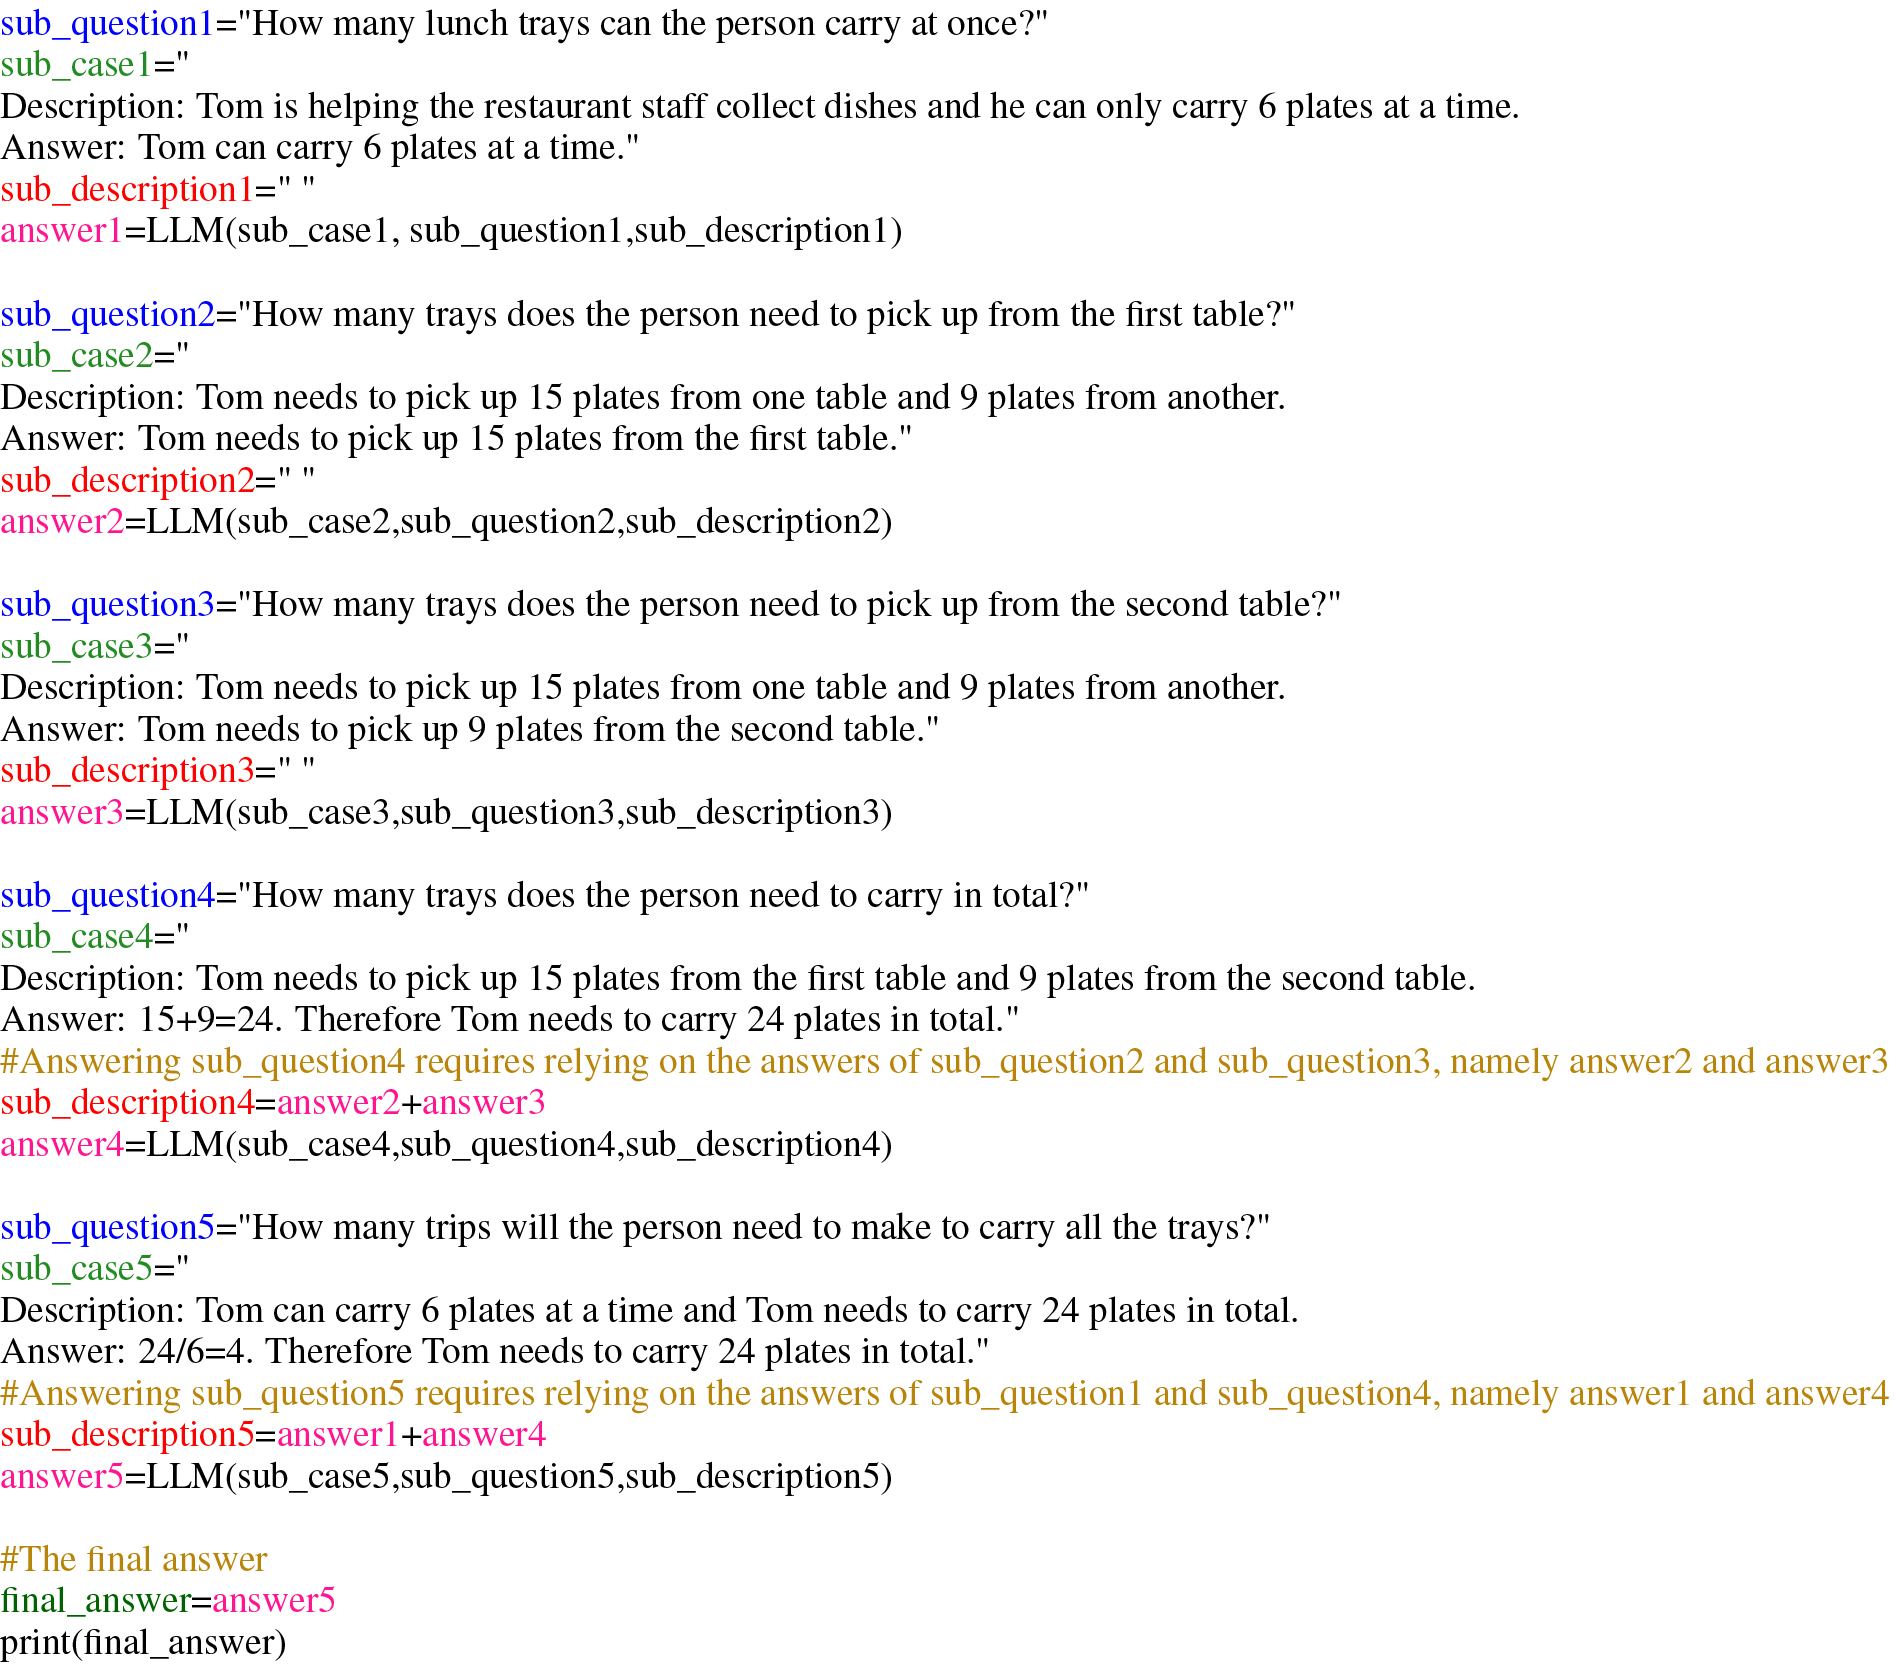 sub_question1="How many lunch trays can the person carry at once?"
sub_case1="
Description: Tom is helping the restaurant staff collect dishes and he can only carry 6 plates at a time.
Answer: Tom can carry 6 plates at a time."
sub_description1=" "
answer1=LLM(sub_case1, sub_question1,sub_description1)
sub_question2="How many trays does the person need to pick up from the first table?"
sub_case2="
Description: Tom needs to pick up 15 plates from one table and 9 plates from another.
Answer: Tom needs to pick up 15 plates from the first table."
sub_description2=" "
answer2=LLM(sub_case2,sub_question2,sub_description2)
sub_question3="How many trays does the person need to pick up from the second table?"
sub_case3="
Description: Tom needs to pick up 15 plates from one table and 9 plates from another.
Answer: Tom needs to pick up 9 plates from the second table."
sub_description3=" "
answer3=LLM(sub_case3,sub_question3,sub_description3)
sub_question4="How many trays does the person need to carry in total?"
sub_case4="
Description: Tom needs to pick up 15 plates from the first table and 9 plates from the second table.
Answer: 15+9=24. Therefore Tom needs to carry 24 plates in total."
#Answering sub_question4 requires relying on the answers of sub_question2 and sub_question3, namely answer2 and answer3
sub_description4=answer2+answer3
answer4=LLM(sub_case4,sub_question4,sub_description4)
sub_question5="How many trips will the person need to make to carry all the trays?"
sub_case5="
Description: Tom can carry 6 plates at a time and Tom needs to carry 24 plates in total.
Answer: 24/6=4. Therefore Tom needs to carry 24 plates in total."
#Answering sub_question5 requires relying on the answers of sub_question1 and sub_question4, namely answer1 and answer4
sub_description5=answer1+answer4
answer5=LLM(sub_case5,sub_question5,sub_description5)
#The final answer
final_answer=answer5
print(final_answer)